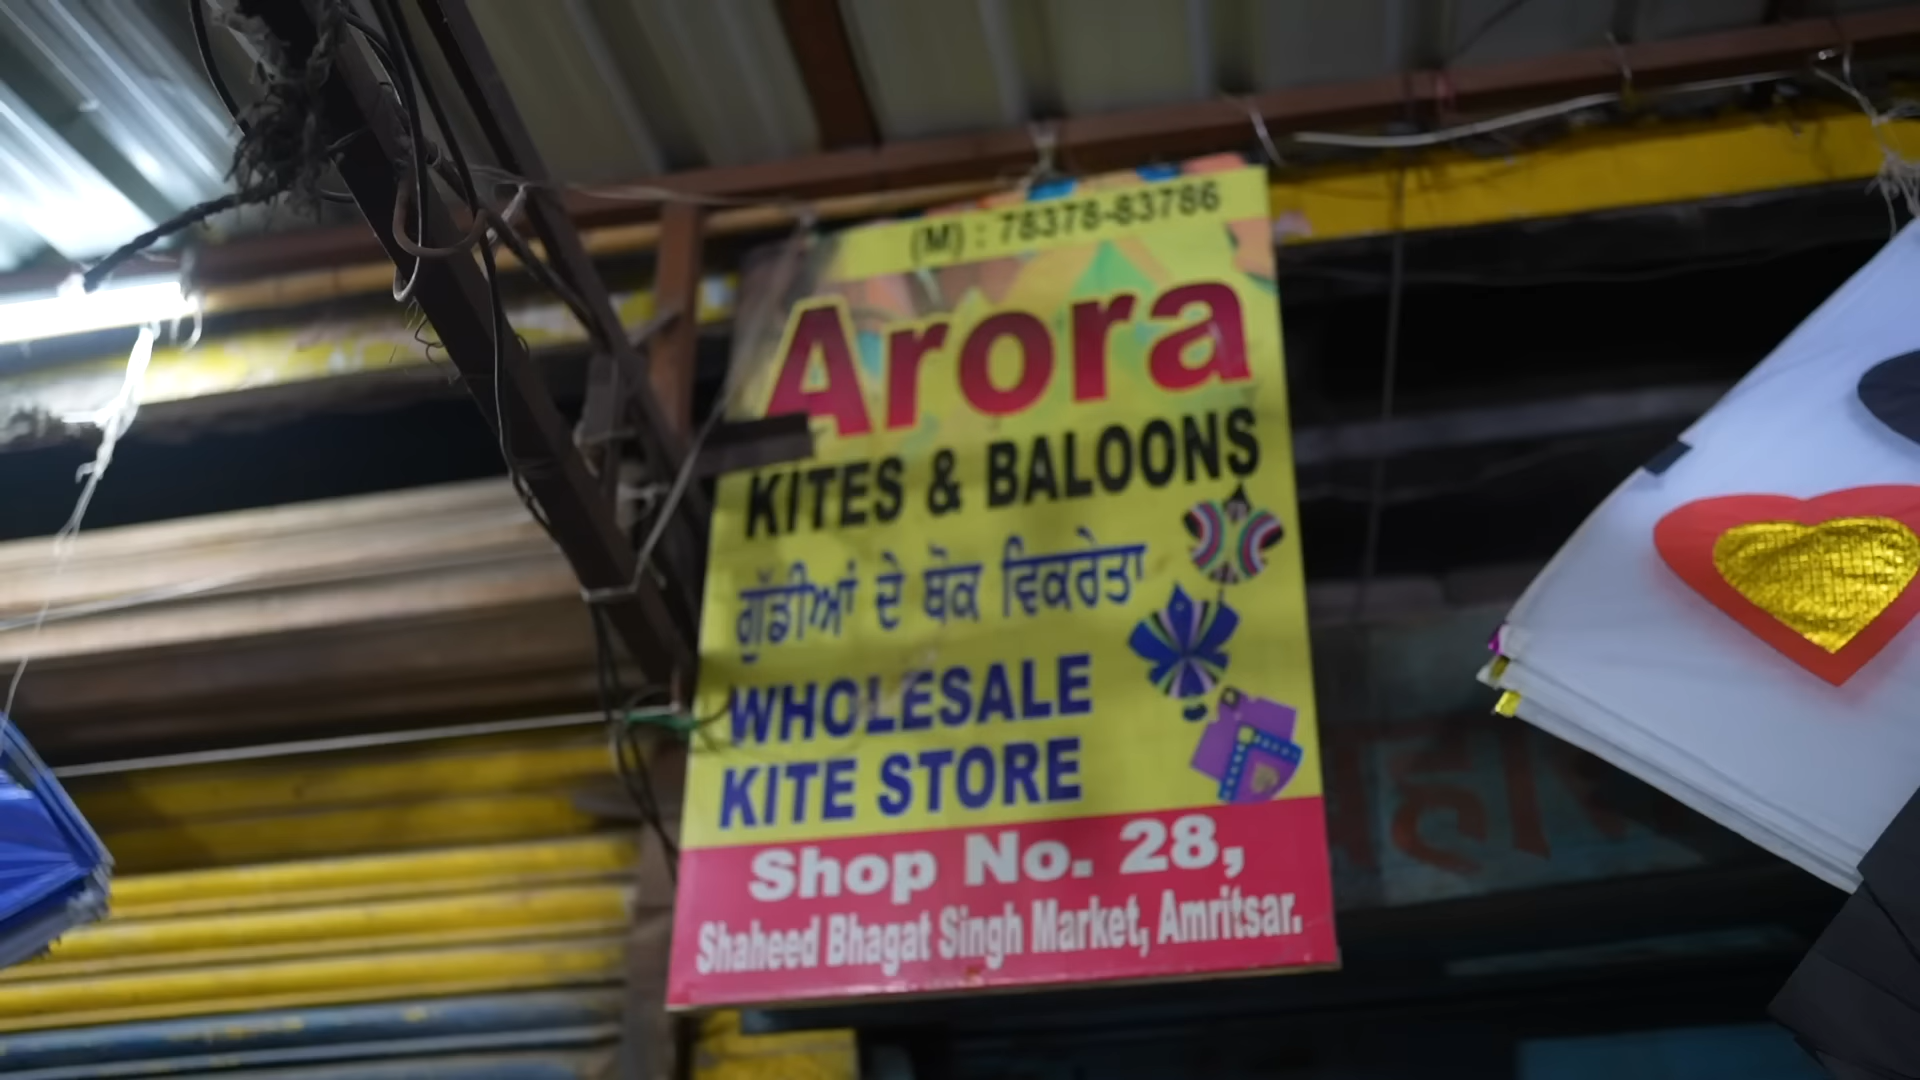 (M) : 78378-83786
Arora
KITES & BALOONS
ਗੁੱਡੀਆਂ ਦੇ ਥੋਕ ਵਿਕਰੇਤਾ
WHOLESALE
KITE STORE
Shop No. 28,
Shaheed Bhagat Singh Market, Amritsar.